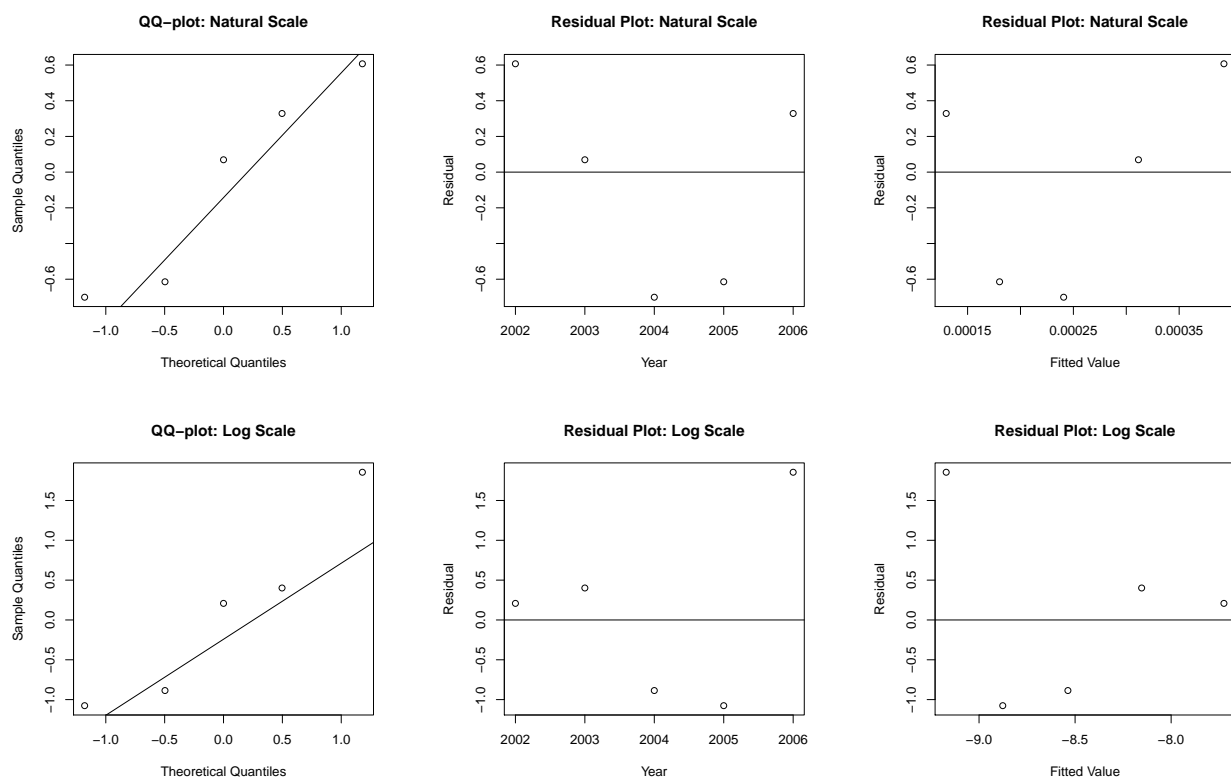 QQ−plot: Natural Scale
Sample Quantiles
0.6
0.4
0.2
0.0
−0.2
−0.6
−1.0 −0.5 0.0 0.5 1.0
Theoretical Quantiles
Residual Plot: Natural Scale
Residual
0.6
0.4
0.2
0.0
−0.2
−0.6
2002 2003 2004 2005 2006
Year
Residual Plot: Natural Scale
Residual
0.6
0.4
0.2
0.0
−0.2
−0.6
0.00015 0.00025 0.00035
Fitted Value
QQ−plot: Log Scale
Sample Quantiles
1.5
1.0
0.5
0.0
−0.5
−1.0
−1.0 −0.5 0.0 0.5 1.0
Theoretical Quantiles
Residual Plot: Log Scale
Residual
1.5
1.0
0.5
0.0
−0.5
−1.0
2002 2003 2004 2005 2006
Year
Residual Plot: Log Scale
Residual
1.5
1.0
0.5
0.0
−0.5
−1.0
−9.0 −8.5 −8.0
Fitted Value